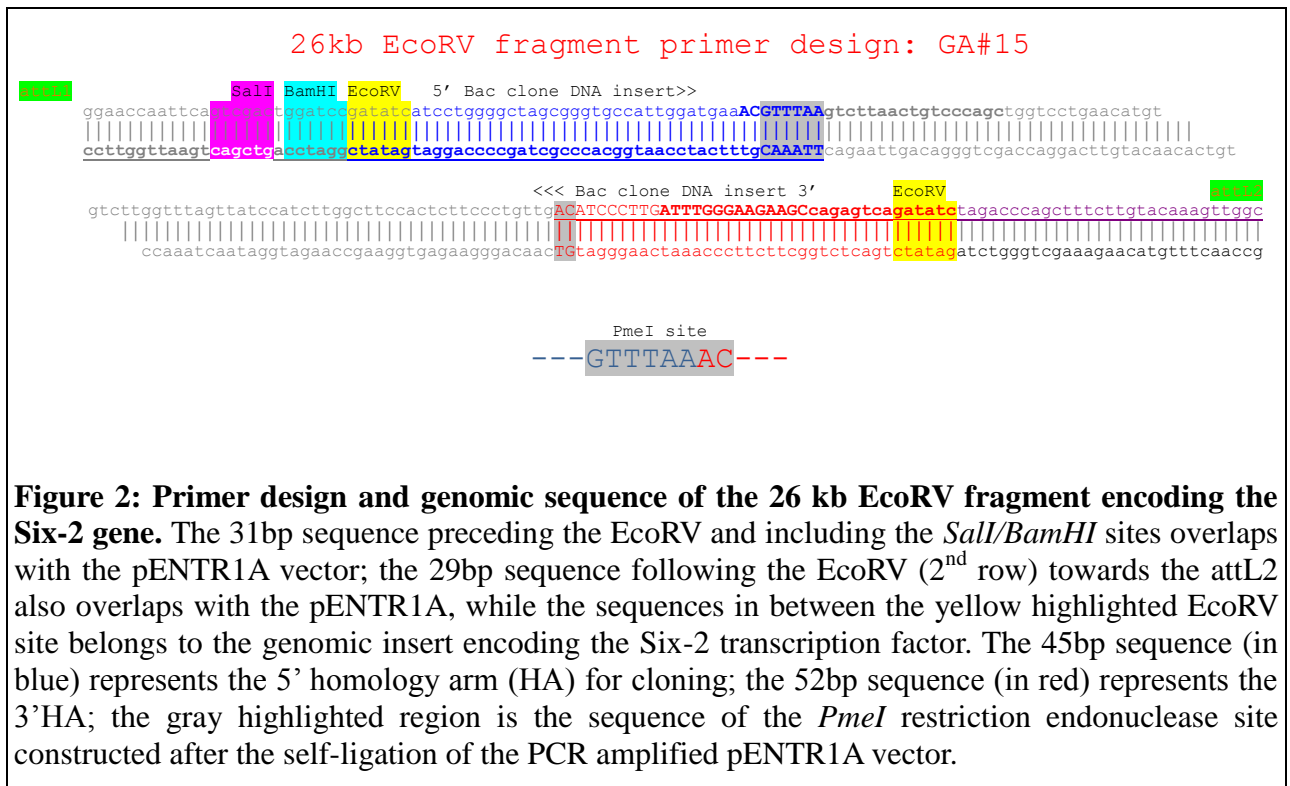 26kb EcoRV fragment primer design: GA#15
attL1 SalI BamHI EcoRV 5’ Bac clone DNA insert>>
ggaaccaattcagtcgactggatccgatatcatcctggggctagcgggtgccattggatgaaACGTTTAAgtcttaactgtcccagctggtcctgaacatgt
ccttggttaagtcagctgacctaggctatagtaggaccccgatcgcccacggtaacctactttgCAAATTcagaattgacagggtcgaccaggacttgtacaacactgt
<<< Bac clone DNA insert 3’ EcoRV attL2
gtcttggtttagttatccatcttggcttccactcttccctgttgACATCCCTTGATTTGGGAAGAAGCcagagtcagatatctagacccagctttcttgtacaaagttggc
ccaaatcaataggtagaaccgaaggtgagaagggacaacTGtagggaactaaacccttcttcggtctcagtctatagatctgggtcgaaagaacatgtttcaaccg
PmeI site
---GTTTAAAC---
Figure 2: Primer design and genomic sequence of the 26 kb EcoRV fragment encoding the
Six-2 gene. The 31bp sequence preceding the EcoRV and including the SalI/BamHI sites overlaps
with the pENTR1A vector; the 29bp sequence following the EcoRV (2nd row) towards the attL2
also overlaps with the pENTR1A, while the sequences in between the yellow highlighted EcoRV
site belongs to the genomic insert encoding the Six-2 transcription factor. The 45bp sequence (in
blue) represents the 5’ homology arm (HA) for cloning; the 52bp sequence (in red) represents the
3’HA; the gray highlighted region is the sequence of the PmeI restriction endonuclease site
constructed after the self-ligation of the PCR amplified pENTR1A vector.